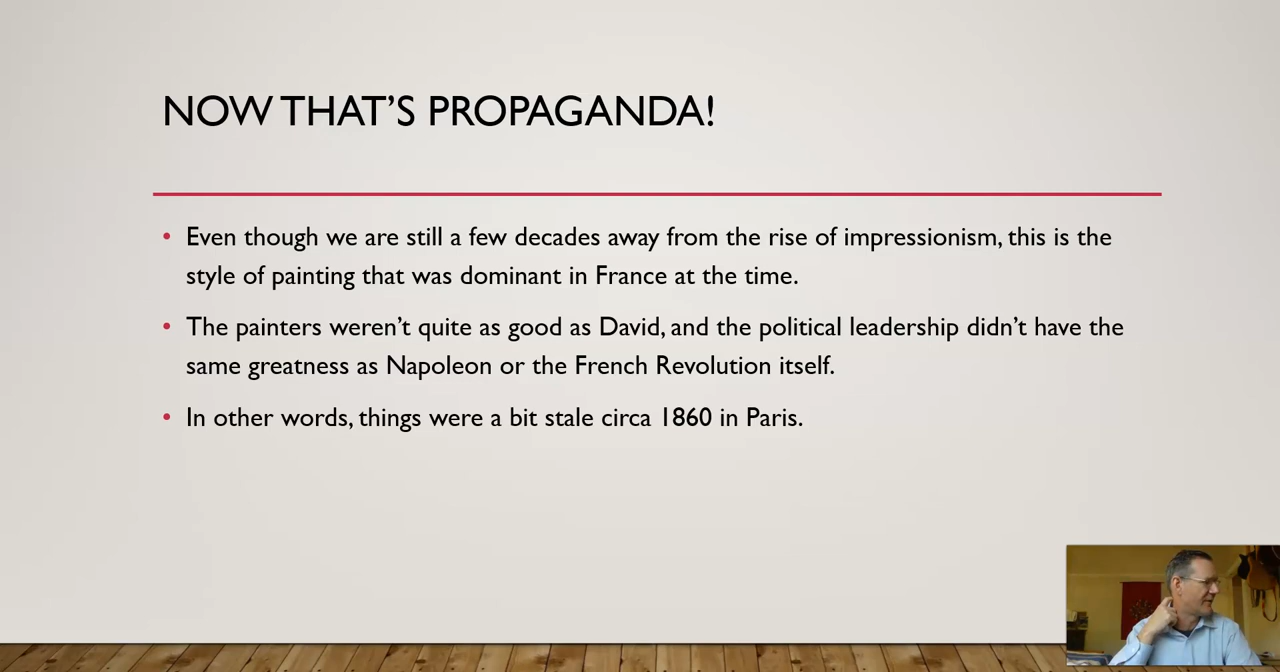 NOW THAT’S PROPAGANDA!
• Even though we are still a few decades away from the rise of impressionism, this is the
style of painting that was dominant in France at the time.
• The painters weren’t quite as good as David, and the political leadership didn’t have the
same greatness as Napoleon or the French Revolution itself.
• In other words, things were a bit stale circa 1860 in Paris.